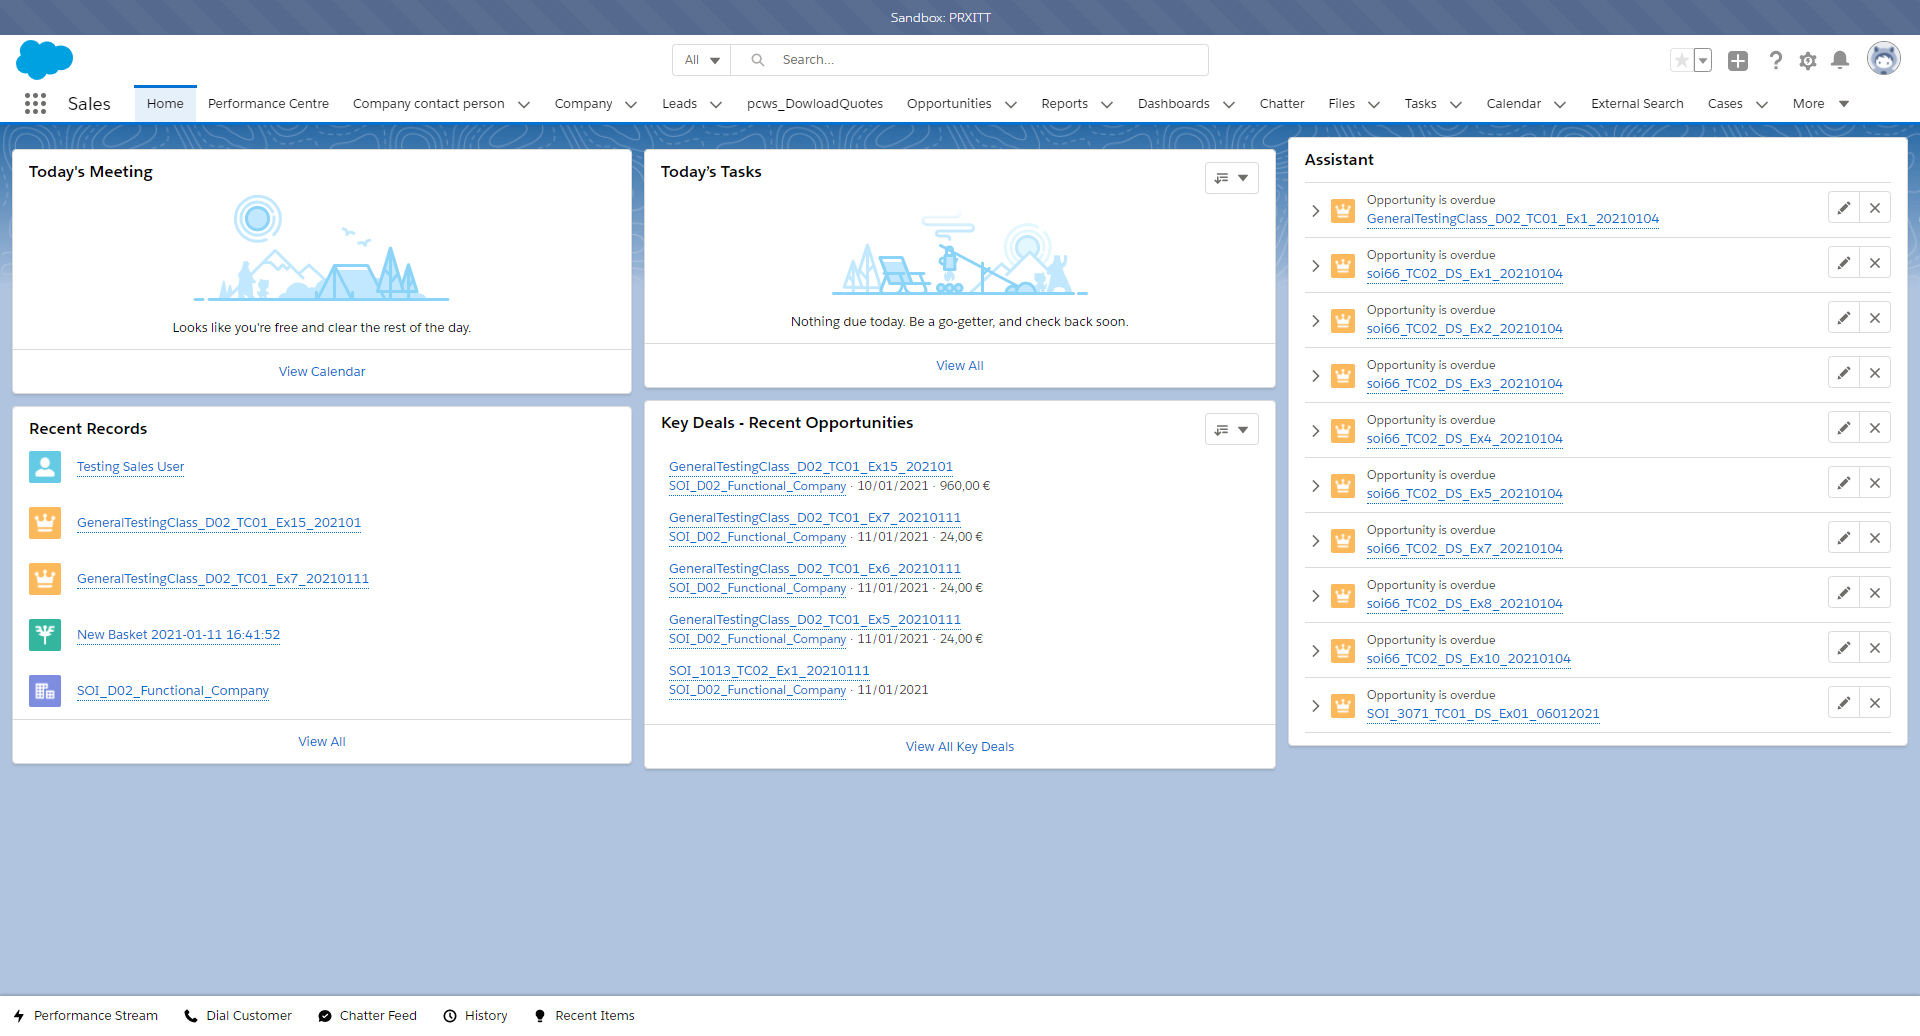 Sandbox: PRXITT
All
Search...
Sales
Home
Performance Centre
Company contact person
Company
Leads
pcws_DowloadQuotes
Opportunities
Reports
Dashboards
Chatter
Files
Tasks
Calendar
External Search
Cases
More
Today's Meeting
Looks like you're free and clear the rest of the day.
View Calendar
Recent Records
Testing Sales User
GeneralTestingClass_D02_TC01_Ex15_202101
GeneralTestingClass_D02_TC01_Ex7_20210111
New Basket 2021-01-11 16:41:52
SOI_D02_Functional_Company
View All
Today’s Tasks
Nothing due today. Be a go-getter, and check back soon.
View All
Key Deals - Recent Opportunities
GeneralTestingClass_D02_TC01_Ex15_202101
SOI_D02_Functional_Company · 10/01/2021 · 960,00 €
GeneralTestingClass_D02_TC01_Ex7_20210111
SOI_D02_Functional_Company · 11/01/2021 · 24,00 €
GeneralTestingClass_D02_TC01_Ex6_20210111
SOI_D02_Functional_Company · 11/01/2021 · 24,00 €
GeneralTestingClass_D02_TC01_Ex5_20210111
SOI_D02_Functional_Company · 11/01/2021 · 24,00 €
SOI_1013_TC02_Ex1_20210111
SOI_D02_Functional_Company · 11/01/2021
View All Key Deals
Assistant
Opportunity is overdue
GeneralTestingClass_D02_TC01_Ex1_20210104
Opportunity is overdue
soi66_TC02_DS_Ex1_20210104
Opportunity is overdue
soi66_TC02_DS_Ex2_20210104
Opportunity is overdue
soi66_TC02_DS_Ex3_20210104
Opportunity is overdue
soi66_TC02_DS_Ex4_20210104
Opportunity is overdue
soi66_TC02_DS_Ex5_20210104
Opportunity is overdue
soi66_TC02_DS_Ex7_20210104
Opportunity is overdue
soi66_TC02_DS_Ex8_20210104
Opportunity is overdue
soi66_TC02_DS_Ex10_20210104
Opportunity is overdue
SOI_3071_TC01_DS_Ex01_06012021
Performance Stream
Dial Customer
Chatter Feed
History
Recent Items